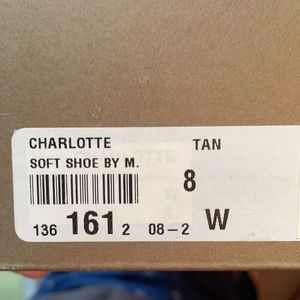 CHARLOTTE TAN
SOFT SHOE BY M.
8
136 161 2 08-2 W